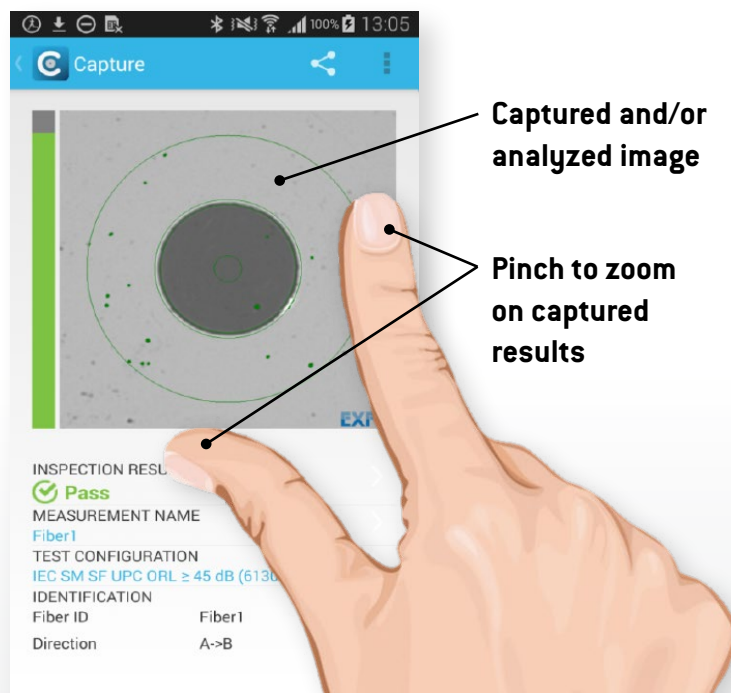 100% 13:05
Capture
Captured and/or
analyzed image
Pinch to zoom
on captured
results
EXF
INSPECTION RESU
Pass
MEASUREMENT NAME
Fiber1
TEST CONFIGURATION
IEC SM SF UPC ORL ≥ 45 dB (6130
IDENTIFICATION
Fiber ID Fiber1
Direction A->B